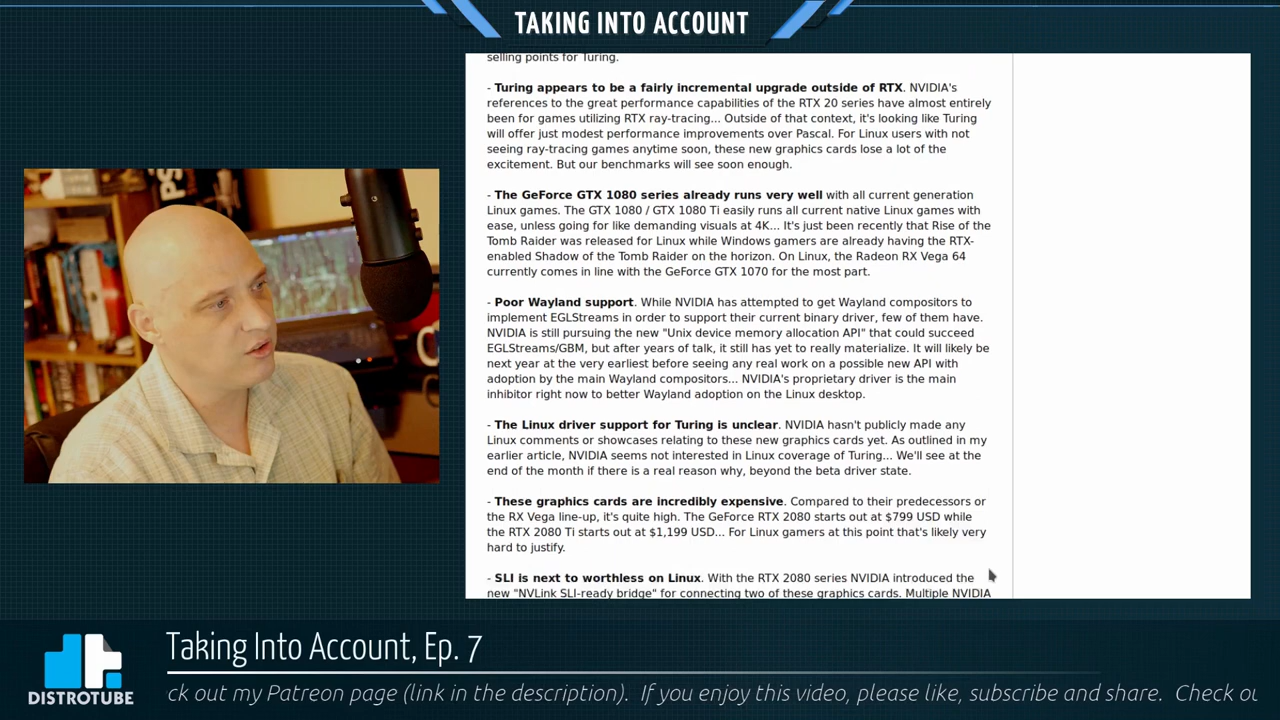 TAKING INTO ACCOUNT
selling points for Turing.
- Turing appears to be a fairly incremental upgrade outside of RTX. NVIDIA's
references to the great performance capabilities of the RTX 20 series have almost entirely
been for games utilizing RTX ray-tracing... Outside of that context, it's looking like Turing
will offer just modest performance improvements over Pascal. For Linux users with not
seeing ray-tracing games anytime soon, these new graphics cards lose a lot of the
excitement. But our benchmarks will see soon enough.
- The GeForce GTX 1080 series already runs very well with all current generation
Linux games. The GTX 1080 / GTX 1080 Ti easily runs all current native Linux games with
ease, unless going for like demanding visuals at 4K... It's just been recently that Rise of the
Tomb Raider was released for Linux while Windows gamers are already having the RTX-
enabled Shadow of the Tomb Raider on the horizon. On Linux, the Radeon RX Vega 64
currently comes in line with the GeForce GTX 1070 for the most part.
- Poor Wayland support. While NVIDIA has attempted to get Wayland compositors to
implement EGLStreams in order to support their current binary driver, few of them have.
NVIDIA is still pursuing the new "Unix device memory allocation API" that could succeed
EGLStreams/GBM, but after years of talk, it still has yet to really materialize. It will likely be
next year at the very earliest before seeing any real work on a possible new API with
adoption by the main Wayland compositors... NVIDIA's proprietary driver is the main
inhibitor right now to better Wayland adoption on the Linux desktop.
- The Linux driver support for Turing is unclear. NVIDIA hasn't publicly made any
Linux comments or showcases relating to these new graphics cards yet. As outlined in my
earlier article, NVIDIA seems not interested in Linux coverage of Turing... We'll see at the
end of the month if there is a real reason why, beyond the beta driver state.
- These graphics cards are incredibly expensive. Compared to their predecessors or
the RX Vega line-up, it's quite high. The GeForce RTX 2080 starts out at $799 USD while
the RTX 2080 Ti starts out at $1,199 USD... For Linux gamers at this point that's likely very
hard to justify.
- SLI is next to worthless on Linux. With the RTX 2080 series NVIDIA introduced the
new "NVLink SLI-ready bridge" for connecting two of these graphics cards. Multiple NVIDIA
Taking Into Account, Ep. 7
DISTROTUBE
ck out my Patreon page (link in the description). If you enjoy this video, please like, subscribe and share. Check ou